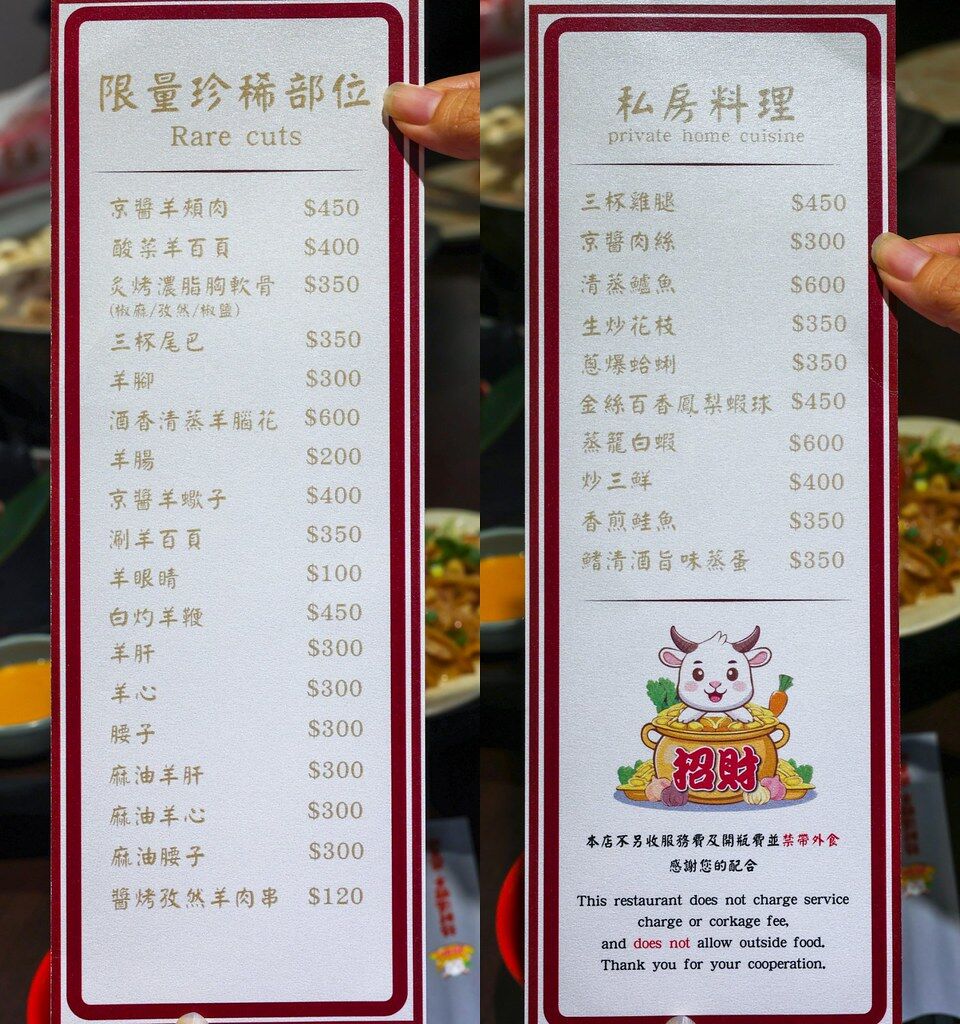 限量珍稀部位
Rare cuts
京醬羊頰肉 $450
酸菜羊百頁 $400
炙烤濃脂胸軟骨 $350
(椒麻/孜然/椒鹽)
三杯尾巴 $350
羊腳 $300
酒香清蒸羊腦花 $600
羊腸 $200
京醬羊蠍子 $400
涮羊百頁 $350
羊眼睛 $100
白灼羊鞭 $450
羊肝 $300
羊心 $300
腰子 $300
麻油羊肝 $300
麻油羊心 $300
麻油腰子 $300
醬烤孜然羊肉串 $120
私房料理
private home cuisine
三杯雞腿 $450
京醬肉絲 $300
清蒸鱸魚 $600
生炒花枝 $350
蔥爆蛤蜊 $350
金絲百香鳳梨蝦球 $450
蒸籠白蝦 $600
炒三鮮 $400
香煎鮭魚 $350
鱔清酒旨味蒸蛋 $350
招財
本店不另收服務費及開瓶費並禁帶外食
感謝您的配合
This restaurant does not charge service
charge or corkage fee,
and does not allow outside food.
Thank you for your cooperation.